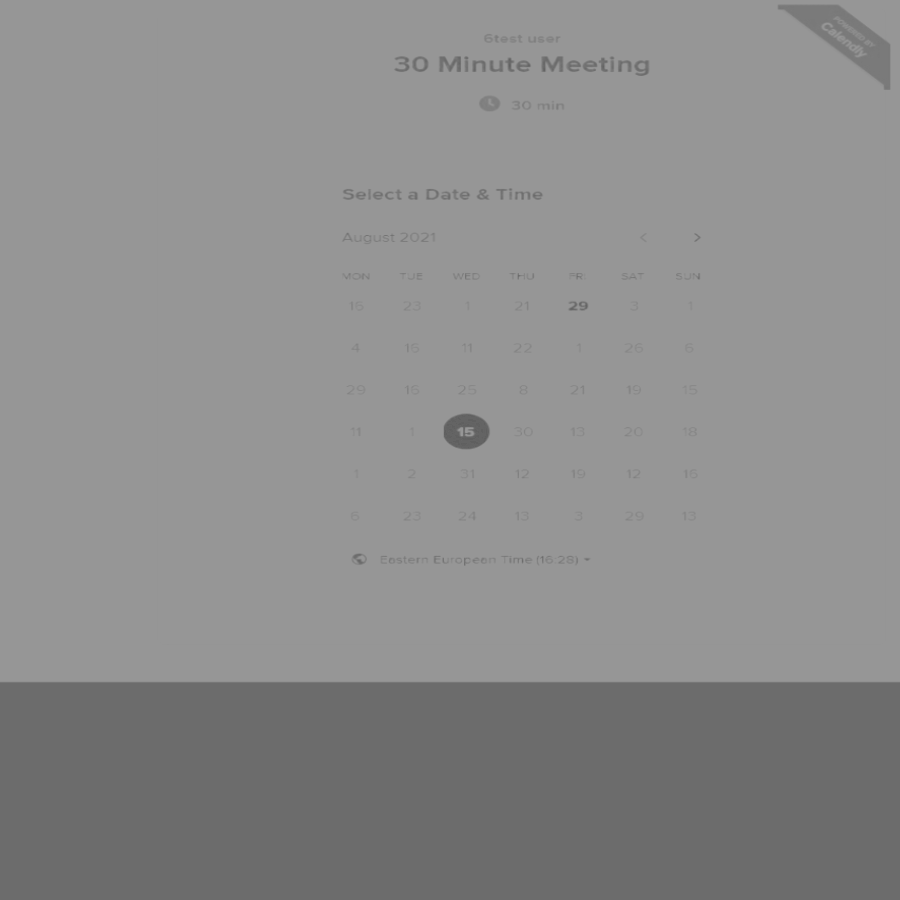 6test user
POWERED BY
Calendly
30 Minute Meeting
30 min
Select a Date & Time
August 2021
MON TUE WED THU FRI SAT SUN
16 23 1 21 29 3 1
4 16 11 22 1 26 6
29 16 25 8 21 19 15
11 1 15 30 13 20 18
1 2 31 12 19 12 16
6 23 24 13 3 29 13
Eastern European Time (16:28)